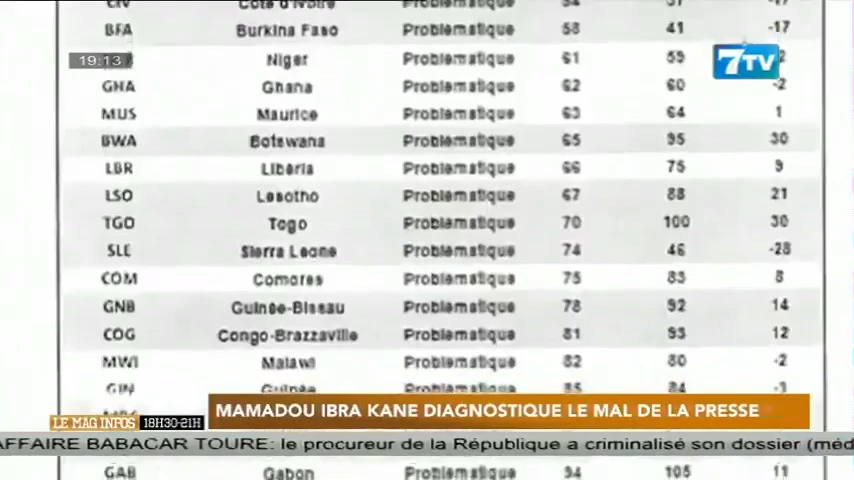 CIV Côte d'Ivoire Problématique 54 37 -17
BFA Burkina Faso Problématique 58 41 -17
19:13 Niger Problématique 61 59
7TV
GHA Ghana Problématique 62 60 -2
MUS Maurice Problématique 63 64 1
BWA Botswana Problématique 65 95 30
LBR Libéria Problématique 66 75 9
LSO Lesotho Problématique 67 88 21
TGO Togo Problématique 70 100 30
SLE Sierra Leone Problématique 74 46 -28
COM Comores Problématique 75 83 8
GNB Guinée-Bissau Problématique 78 92 14
COG Congo-Brazzaville Problématique 81 93 12
MWI Malawi Problématique 82 80 -2
GIN Guinée Problématique 85 84 -1
MAMADOU IBRA KANE DIAGNOSTIQUE LE MAL DE LA PRESSE
LE MAG INFOS 18H30-21H
AFFAIRE BABACAR TOURE: le procureur de la République a criminalisé son dossier (méd
GAB Gabon Problématique 94 105 11